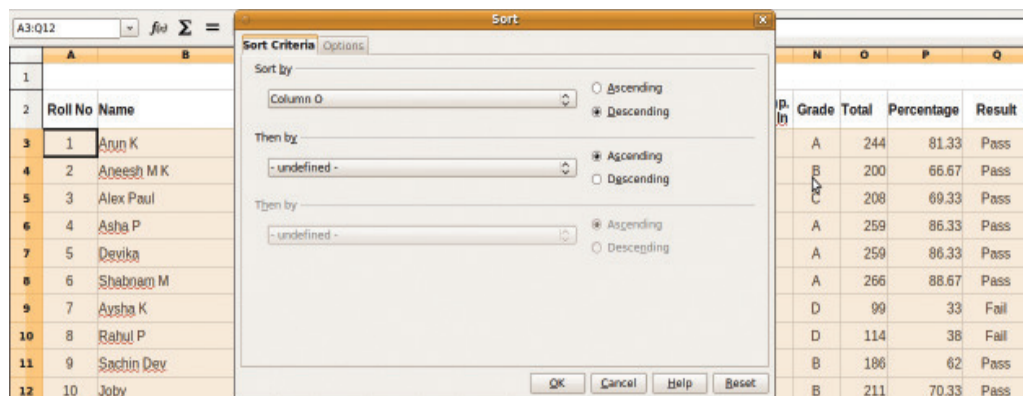 Sort
A3:Q12 f(x) Σ =
Sort Criteria Options
A B N O P Q
Sort by
1
Column O
Ascending
Descending
2 Roll No Name Grade Total Percentage Result
In
Then by
- undefined -
Ascending
Descending
3 1 Arun K A 244 81.33 Pass
4 2 Aneesh M K B 200 66.67 Pass
5 3 Alex Paul C 208 69.33 Pass
Then by
- undefined -
Ascending
Descending
6 4 Asha P A 259 86.33 Pass
7 5 Devika A 259 86.33 Pass
8 6 Shabnam M A 266 88.67 Pass
9 7 Aysha K D 99 33 Fail
10 8 Rahul P D 114 38 Fail
11 9 Sachin Dev B 186 62 Pass
12 10 Joby B 211 70.33 Pass
OK Cancel Help Reset